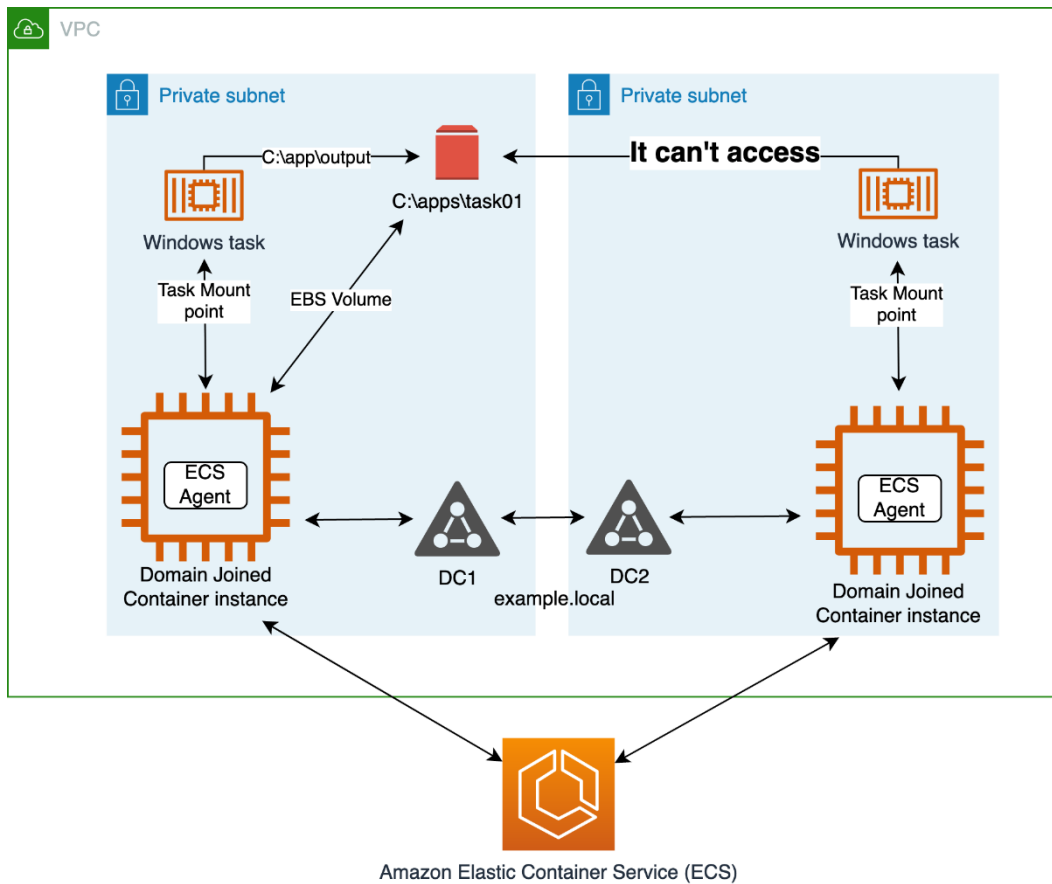 VPC
Private subnet
Private subnet
C:\app\output
It can't access
C:\apps\task01
Windows task
Windows task
Task Mount
point
EBS Volume
Task Mount
point
ECS
Agent
ECS
Agent
DC1
DC2
example.local
Domain Joined
Container instance
Domain Joined
Container instance
Amazon Elastic Container Service (ECS)